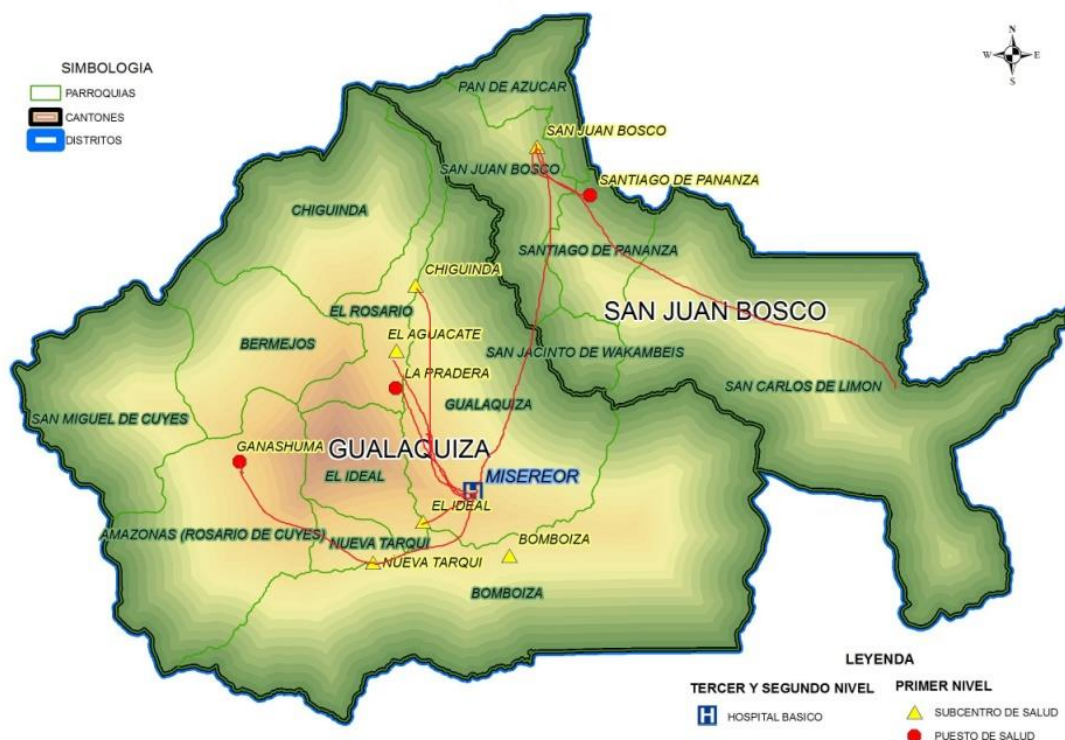 N
W E
S
SIMBOLOGIA
PARROQUIAS
CANTONES
DISTRITOS
PAN DE AZUCAR
SAN JUAN BOSCO
SAN JUAN BOSCO
SANTIAGO DE PANANZA
CHIGUINDA
SANTIAGO DE PANANZA
CHIGUINDA
EL ROSARIO
SAN JUAN BOSCO
EL AGUACATE
BERMEJOS
SAN JACINTO DE WAKAMBEIS
LA PRADERA
SAN CARLOS DE LIMON
GUALAQUIZA
SAN MIGUEL DE CUYES
GANASHUMA
GUALAQUIZA
EL IDEAL
MISEREOR
H
EL IDEAL
AMAZONAS (ROSARIO DE CUYES)
NUEVA TARQUI
BOMBOIZA
NUEVA TARQUI
BOMBOIZA
LEYENDA
TERCER Y SEGUNDO NIVEL
H HOSPITAL BASICO
PRIMER NIVEL
SUBCENTRO DE SALUD
PUESTO DE SALUD